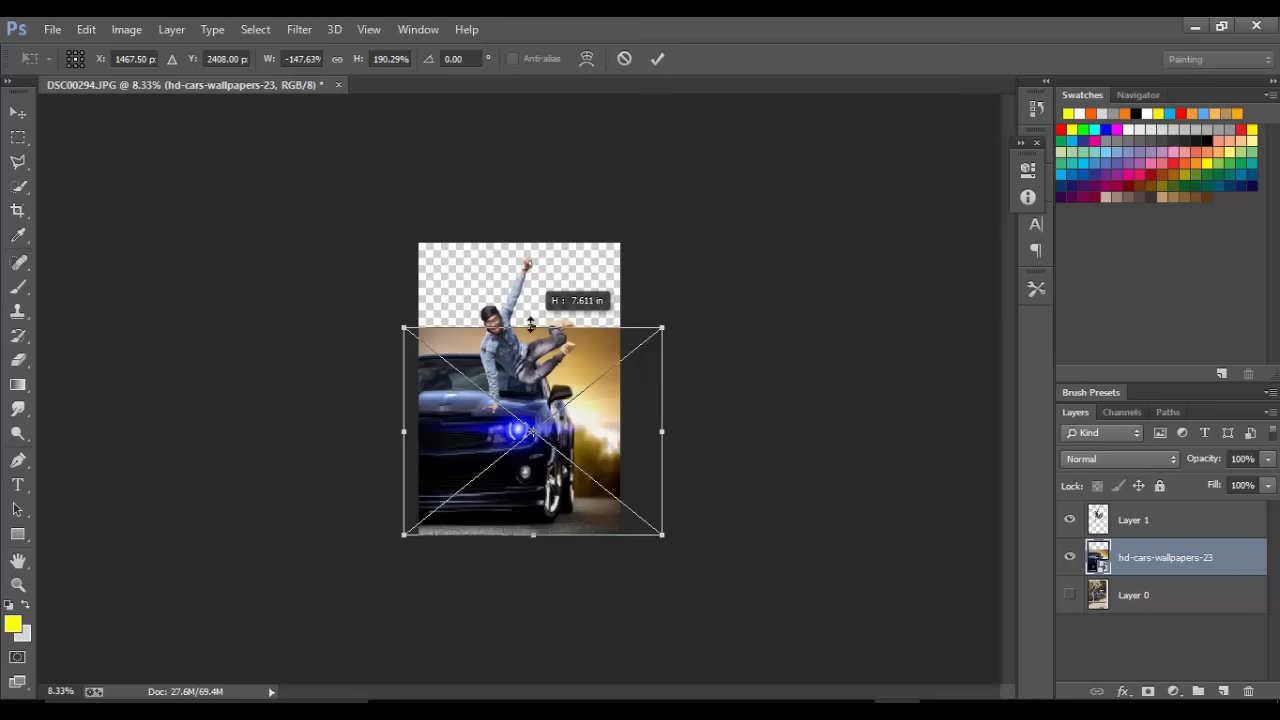 Ps File Edit Image Layer Type Select Filter 3D View Window Help
X: 1467.50 p: Y: 2408.00 p: W: -147.63% H: 190.29% 0.00 ° Anti-alias Painting
DSC00294.JPG @ 8.33% (hd-cars-wallpapers-23, RGB/8) * ×
Swatches Navigator
H : 7.611 in
Brush Presets
Layers Channels Paths
Kind
Normal Opacity: 100%
Lock: Fill: 100%
Layer 1
hd-cars-wallpapers-23
Layer 0
fx
8.33% Doc: 27.6M/69.4M